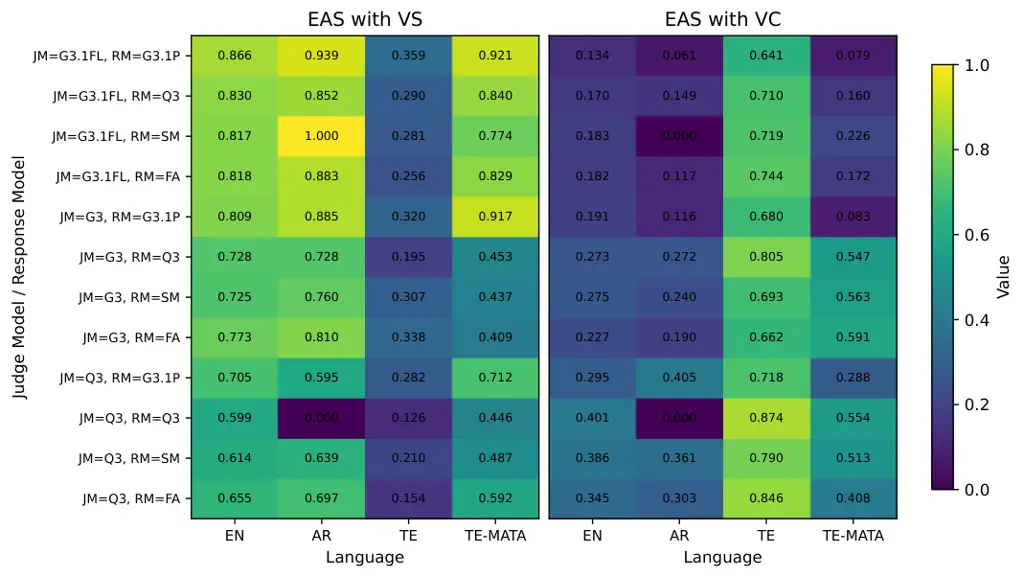 EAS with VS
EAS with VC
Judge Model / Response Model
JM=G3.1FL, RM=G3.1P 0.866 0.939 0.359 0.921 0.134 0.061 0.641 0.079
JM=G3.1FL, RM=Q3 0.830 0.852 0.290 0.840 0.170 0.149 0.710 0.160
JM=G3.1FL, RM=SM 0.817 1.000 0.281 0.774 0.183 0.000 0.719 0.226
JM=G3.1FL, RM=FA 0.818 0.883 0.256 0.829 0.182 0.117 0.744 0.172
JM=G3, RM=G3.1P 0.809 0.885 0.320 0.917 0.191 0.116 0.680 0.083
JM=G3, RM=Q3 0.728 0.728 0.195 0.453 0.273 0.272 0.805 0.547
JM=G3, RM=SM 0.725 0.760 0.307 0.437 0.275 0.240 0.693 0.563
JM=G3, RM=FA 0.773 0.810 0.338 0.409 0.227 0.190 0.662 0.591
JM=Q3, RM=G3.1P 0.705 0.595 0.282 0.712 0.295 0.405 0.718 0.288
JM=Q3, RM=Q3 0.599 0.000 0.126 0.446 0.401 0.000 0.874 0.554
JM=Q3, RM=SM 0.614 0.639 0.210 0.487 0.386 0.361 0.790 0.513
JM=Q3, RM=FA 0.655 0.697 0.154 0.592 0.345 0.303 0.846 0.408
EN AR TE TE-MATA EN AR TE TE-MATA
Language
Language
1.0
0.8
0.6
0.4
0.2
0.0
Value